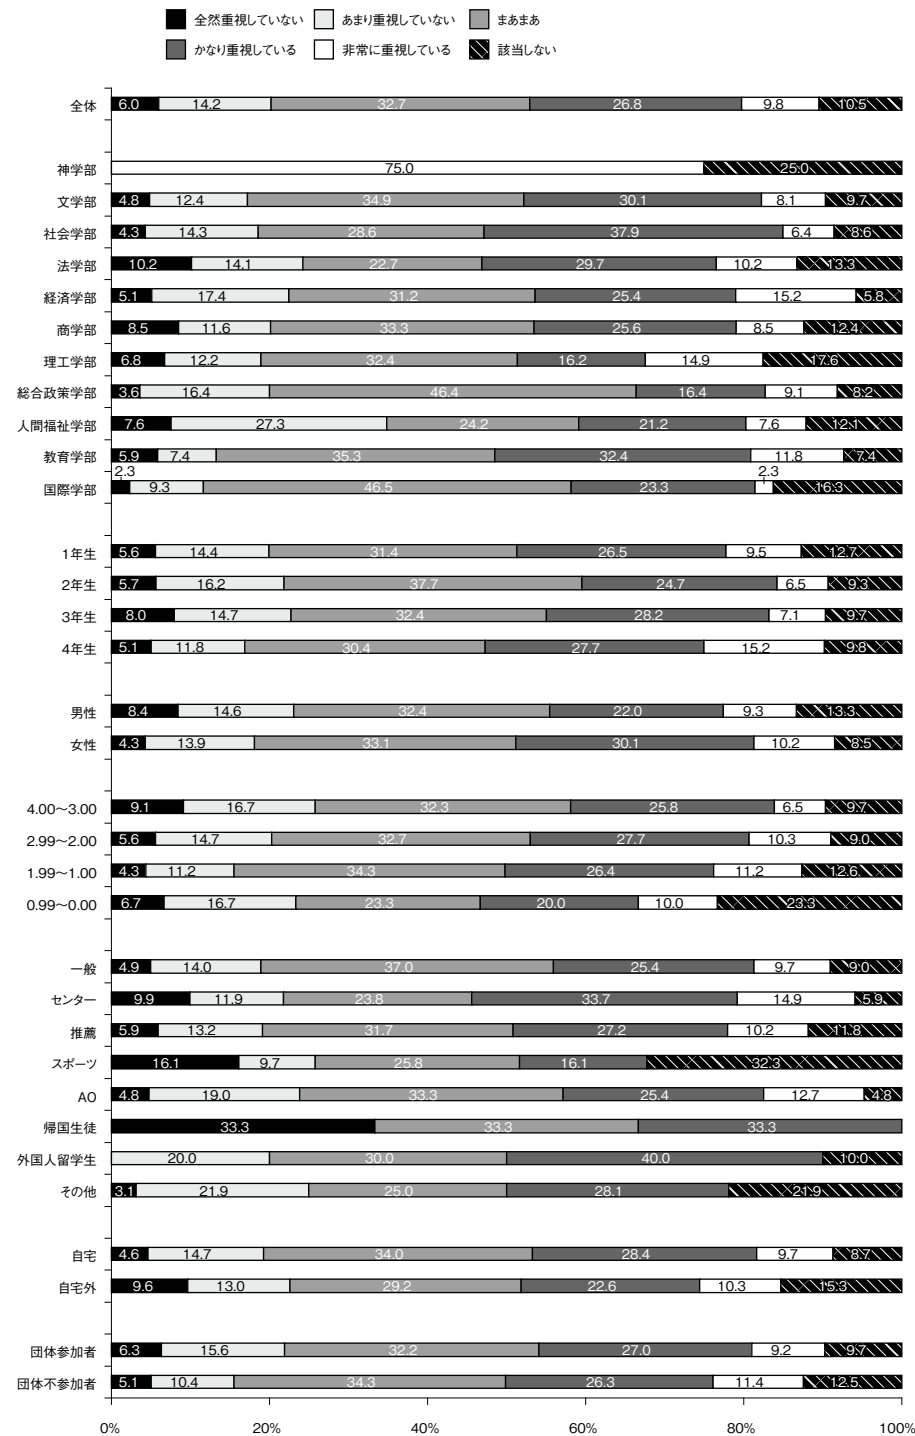 全然重視していない あまり重視していない まあまあ
かなり重視している 非常に重視している 該当しない
全体 6.0 14.2 32.7 26.8 9.8 10.5
神学部 75.0 25.0
文学部 4.8 12.4 34.9 30.1 8.1 9.7
社会学部 4.3 14.3 28.6 37.9 6.4 8.6
法学部 10.2 14.1 22.7 29.7 10.2 13.3
経済学部 5.1 17.4 31.2 25.4 15.2 5.8
商学部 8.5 11.6 33.3 25.6 8.5 12.4
理工学部 6.8 12.2 32.4 16.2 14.9 17.6
総合政策学部 3.6 16.4 46.4 16.4 9.1 8.2
人間福祉学部 7.6 27.3 24.2 21.2 7.6 12.1
教育学部 5.9 7.4 35.3 32.4 11.8 7.4
2.3 2.3
国際学部 9.3 46.5 23.3 16.3
1年生 5.6 14.4 31.4 26.5 9.5 12.7
2年生 5.7 16.2 37.7 24.7 6.5 9.3
3年生 8.0 14.7 32.4 28.2 7.1 9.7
4年生 5.1 11.8 30.4 27.7 15.2 9.8
男性 8.4 14.6 32.4 22.0 9.3 13.3
女性 4.3 13.9 33.1 30.1 10.2 8.5
4.00〜3.00 9.1 16.7 32.3 25.8 6.5 9.7
2.99〜2.00 5.6 14.7 32.7 27.7 10.3 9.0
1.99〜1.00 4.3 11.2 34.3 26.4 11.2 12.6
0.99〜0.00 6.7 16.7 23.3 20.0 10.0 23.3
一般 4.9 14.0 37.0 25.4 9.7 9.0
センター 9.9 11.9 23.8 33.7 14.9 5.9
推薦 5.9 13.2 31.7 27.2 10.2 11.8
スポーツ 16.1 9.7 25.8 16.1 32.3
AO 4.8 19.0 33.3 25.4 12.7 4.8
帰国生徒 33.3 33.3 33.3
外国人留学生 20.0 30.0 40.0 10.0
その他 3.1 21.9 25.0 28.1 21.9
自宅 4.6 14.7 34.0 28.4 9.7 8.7
自宅外 9.6 13.0 29.2 22.6 10.3 15.3
団体参加者 6.3 15.6 32.2 27.0 9.2 9.7
団体不参加者 5.1 10.4 34.3 26.3 11.4 12.5
0% 20% 40% 60% 80% 100%